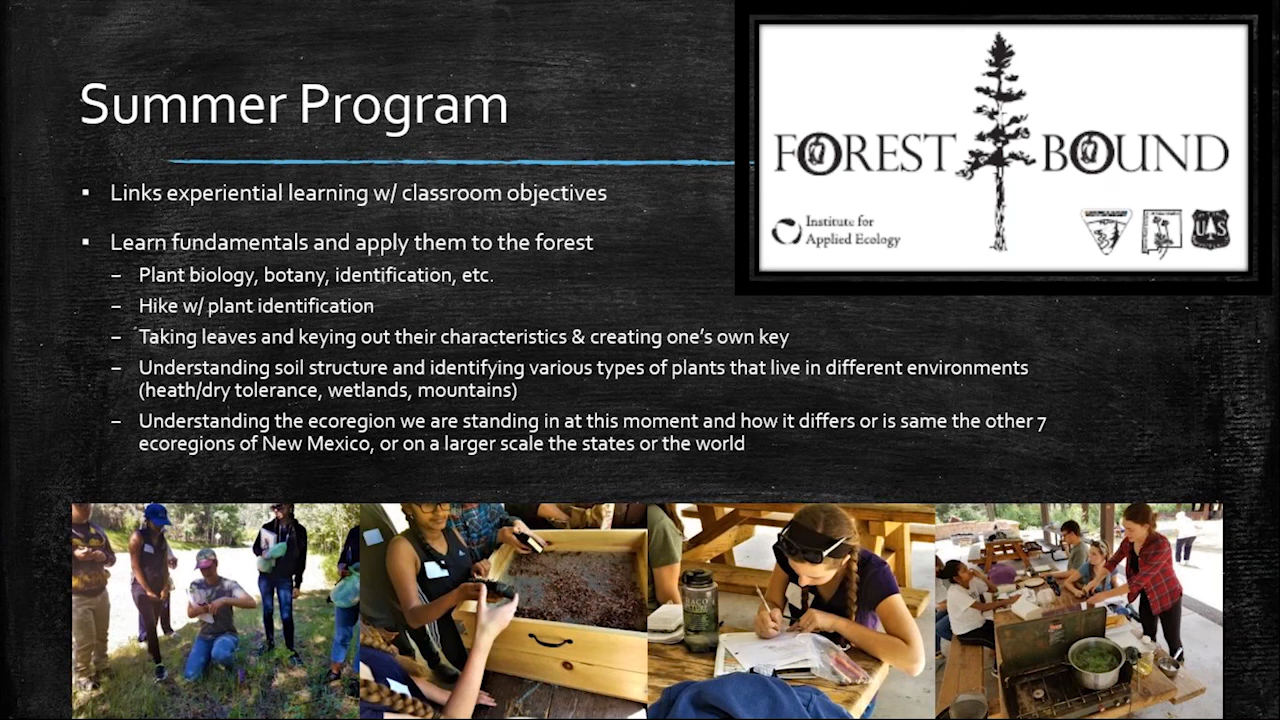 Summer Program
FOREST BOUND
Institute for
Applied Ecology
US
▪ Links experiential learning w/ classroom objectives
▪ Learn fundamentals and apply them to the forest
– Plant biology, botany, identification, etc.
– Hike w/ plant identification
– Taking leaves and keying out their characteristics & creating one’s own key
– Understanding soil structure and identifying various types of plants that live in different environments
(heath/dry tolerance, wetlands, mountains)
– Understanding the ecoregion we are standing in at this moment and how it differs or is same the other 7
ecoregions of New Mexico, or on a larger scale the states or the world